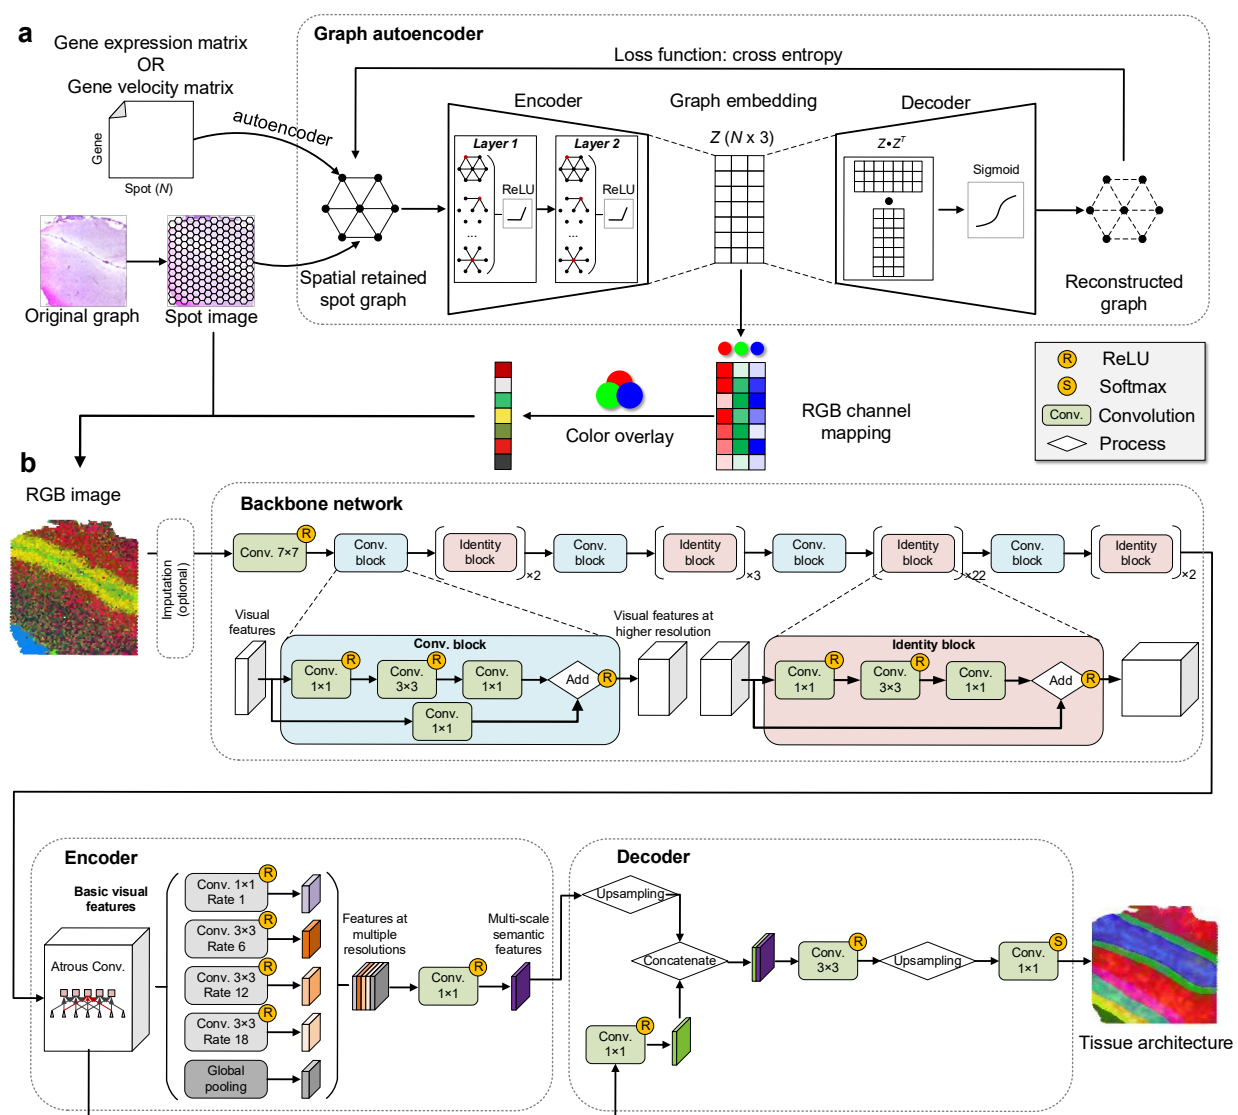 a
Graph autoencoder
Gene expression matrix
OR
Gene velocity matrix
Loss function: cross entropy
Encoder
Graph embedding
Decoder
autoencoder
Gene
Spot (N)
Layer 1
Layer 2
ReLU
ReLU
...
...
Z (N x 3)
Z•Zᵀ
Sigmoid
Spatial retained
spot graph
Reconstructed
graph
Original graph
Spot image
R
ReLU
S
Softmax
Conv.
Convolution
Process
Color overlay
RGB channel
mapping
b
RGB image
Imputation
(optional)
Backbone network
Conv. 7×7
R
Conv.
block
Identity
block
×2
Conv.
block
Identity
block
×3
Conv.
block
Identity
block
×22
Conv.
block
Identity
block
×2
Visual
features
Conv. block
Conv.
1×1
R
Conv.
3×3
R
Conv.
1×1
Add
R
Conv.
1×1
Visual features at
higher resolution
Identity block
Conv.
1×1
R
Conv.
3×3
R
Conv.
1×1
Add
R
Encoder
Basic visual
features
Atrous Conv.
Conv. 1×1
Rate 1
R
Conv. 3×3
Rate 6
R
Conv. 3×3
Rate 12
R
Conv. 3×3
Rate 18
R
Global
pooling
Features at
multiple
resolutions
Conv.
1×1
R
Multi-scale
semantic
features
Decoder
Upsampling
Concatenate
Conv.
1×1
R
Conv.
3×3
R
Upsampling
Conv.
1×1
S
Tissue architecture